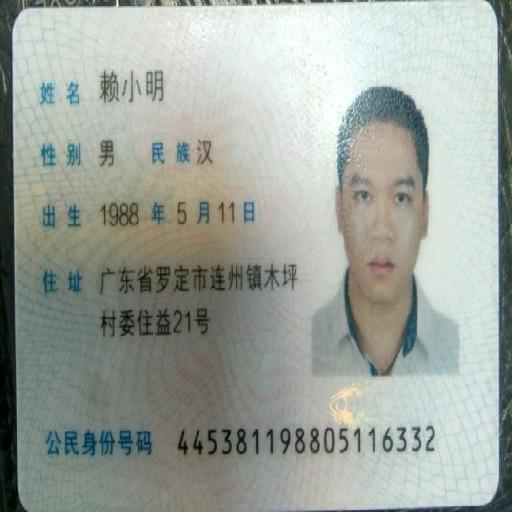 姓名 赖小明
性别 男 民族 汉
出生 1988 年 5 月 11 日
住址 广东省罗定市连州镇木坪
村委住益21号
公民身份号码 445381198805116332